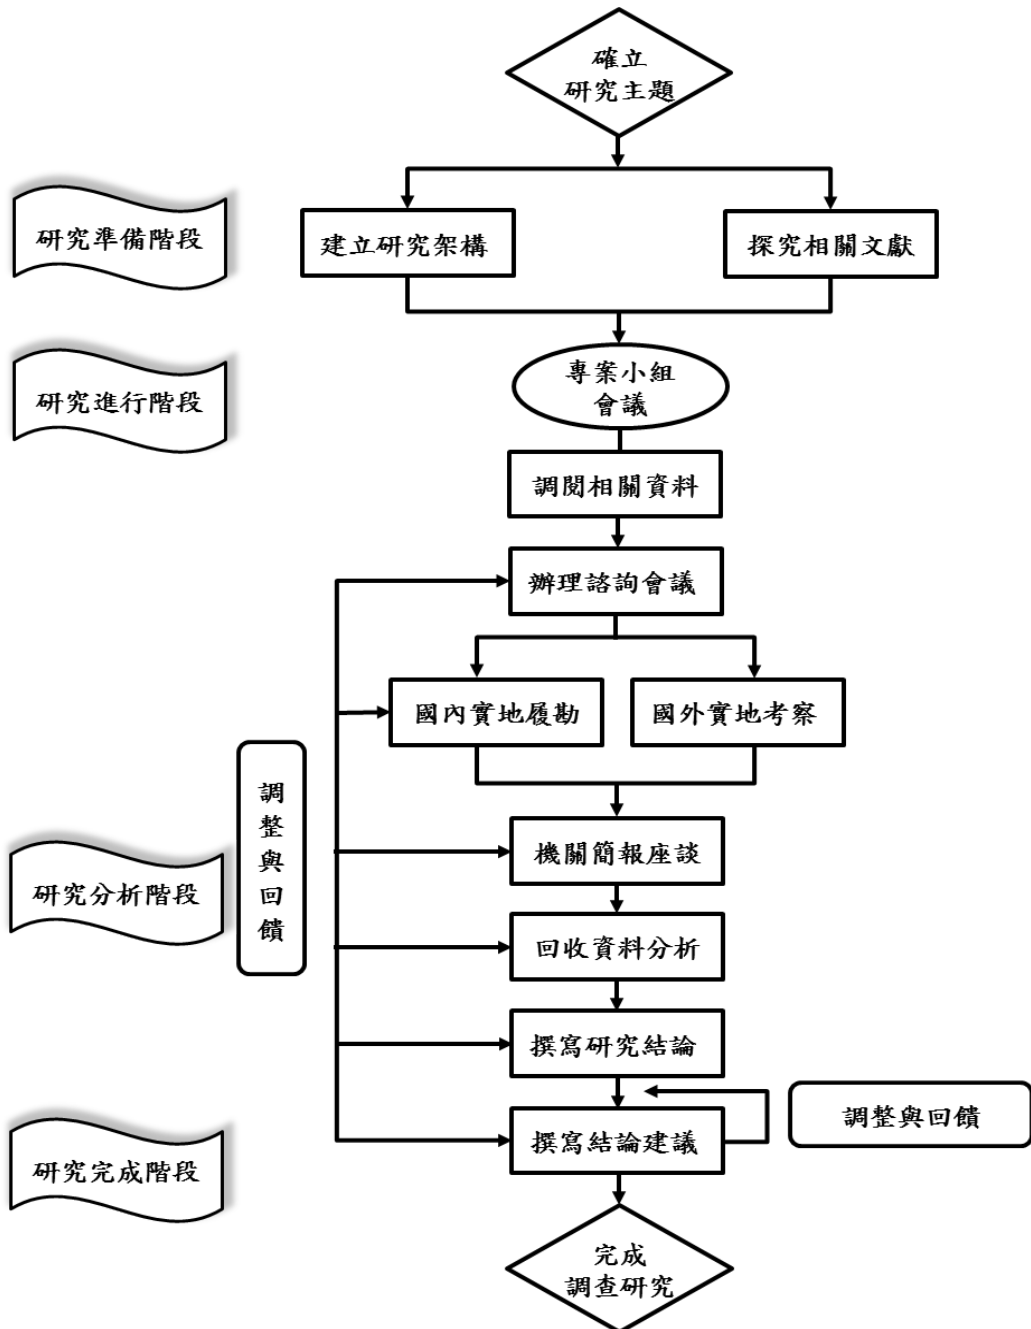 確立
研究主題
研究準備階段
建立研究架構
探究相關文獻
研究進行階段
專案小組
會議
調閱相關資料
辦理諮詢會議
國內實地履勘
國外實地考察
調
整
與
回
饋
機關簡報座談
研究分析階段
回收資料分析
撰寫研究結論
調整與回饋
撰寫結論建議
研究完成階段
完成
調查研究